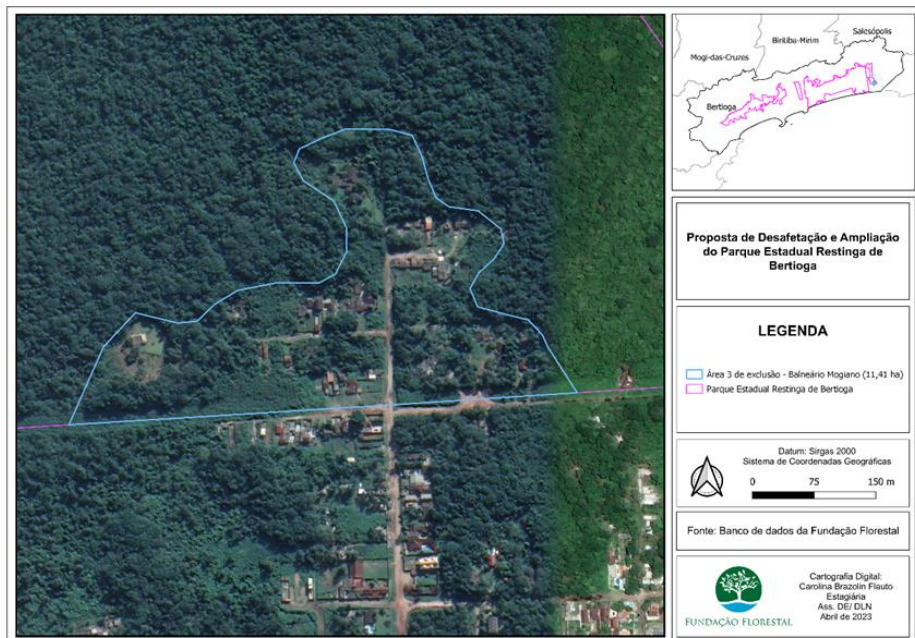 Salesópolis
Biritiba-Mirim
Mogi-das-Cruzes
Bertioga
Proposta de Desafetação e Ampliação
do Parque Estadual Restinga de
Bertioga
LEGENDA
Área 3 de exclusão - Balneário Mogiano (11,41 ha)
Parque Estadual Restinga de Bertioga
Datum: Sirgas 2000
Sistema de Coordenadas Geográficas
0 75 150 m
Fonte: Banco de dados da Fundação Florestal
FUNDAÇÃO FLORESTAL
Cartografia Digital:
Carolina Brazolin Flauto
Estagiária
Ass. DE/ DLN
Abril de 2023